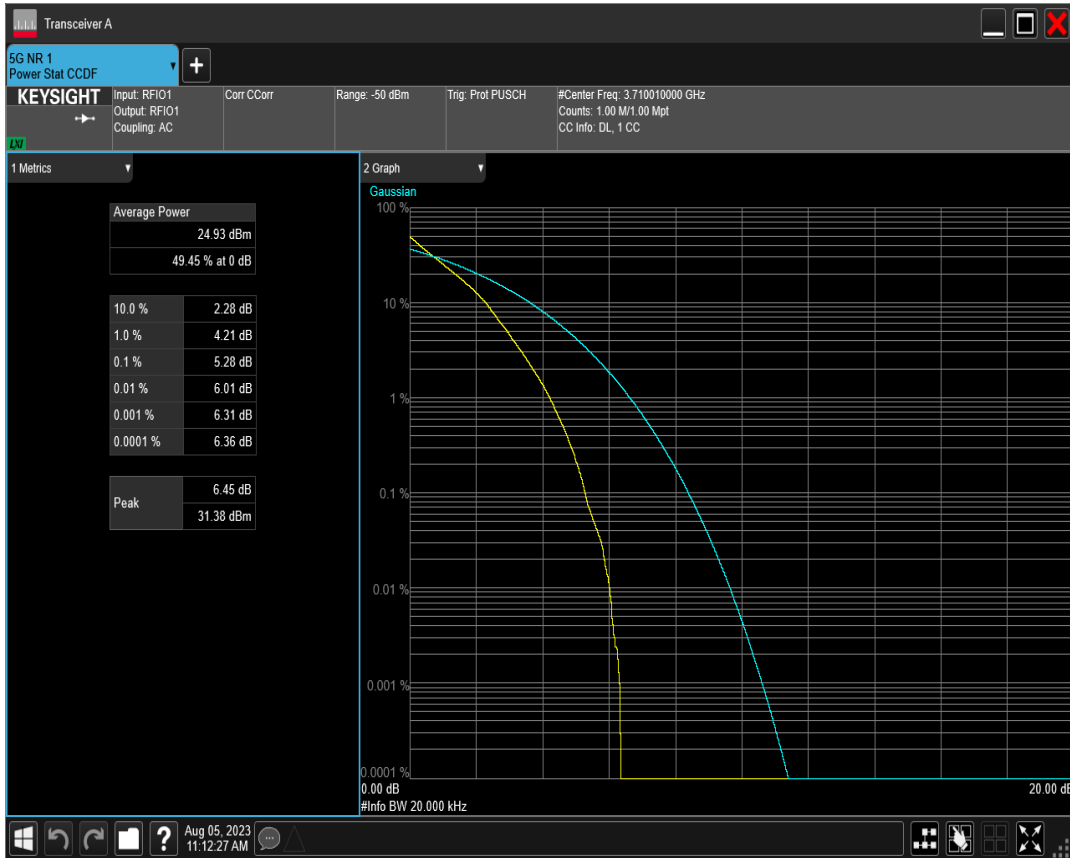 Transceiver A
5G NR 1
Power Stat CCDF
KEYSIGHT
LXI
Input: RFIO1
Output: RFIO1
Coupling: AC
Corr CCorr
Range: -50 dBm
Trig: Prot PUSCH
#Center Freq: 3.710010000 GHz
Counts: 1.00 M/1.00 Mpt
CC Info: DL, 1 CC
1 Metrics
Average Power
24.93 dBm
49.45 % at 0 dB
10.0 % 2.28 dB
1.0 % 4.21 dB
0.1 % 5.28 dB
0.01 % 6.01 dB
0.001 % 6.31 dB
0.0001 % 6.36 dB
Peak
6.45 dB
31.38 dBm
2 Graph
Gaussian
100 %
10 %
1 %
0.1 %
0.01 %
0.001 %
0.0001 %
0.00 dB
20.00 dB
#Info BW 20.000 kHz
Aug 05, 2023
11:12:27 AM